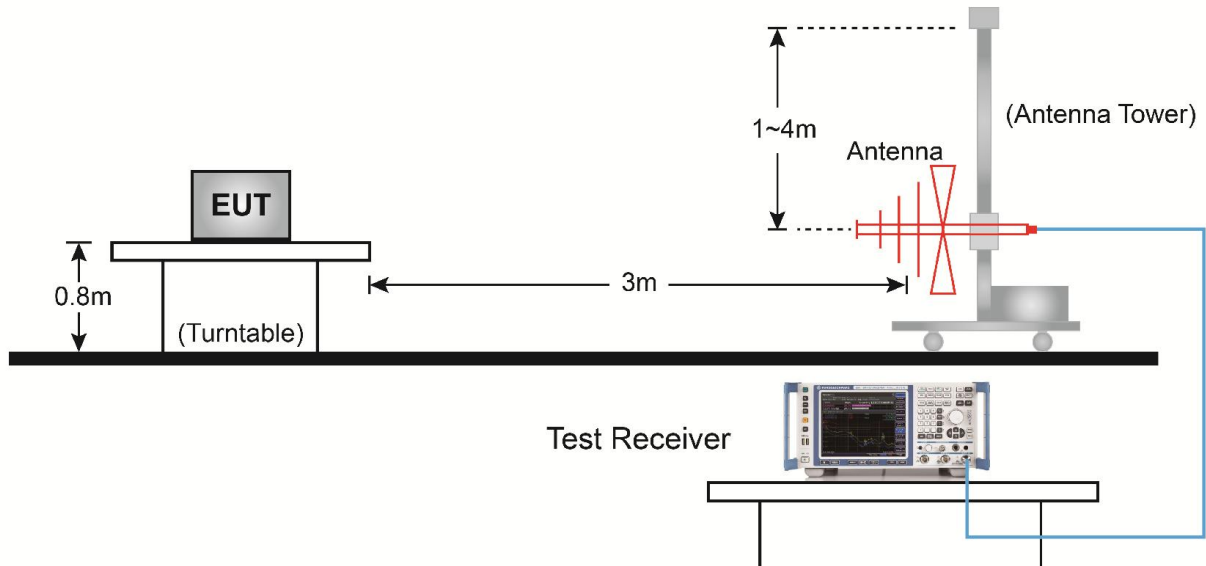 1~4m
(Antenna Tower)
Antenna
EUT
0.8m
3m
(Turntable)
Test Receiver